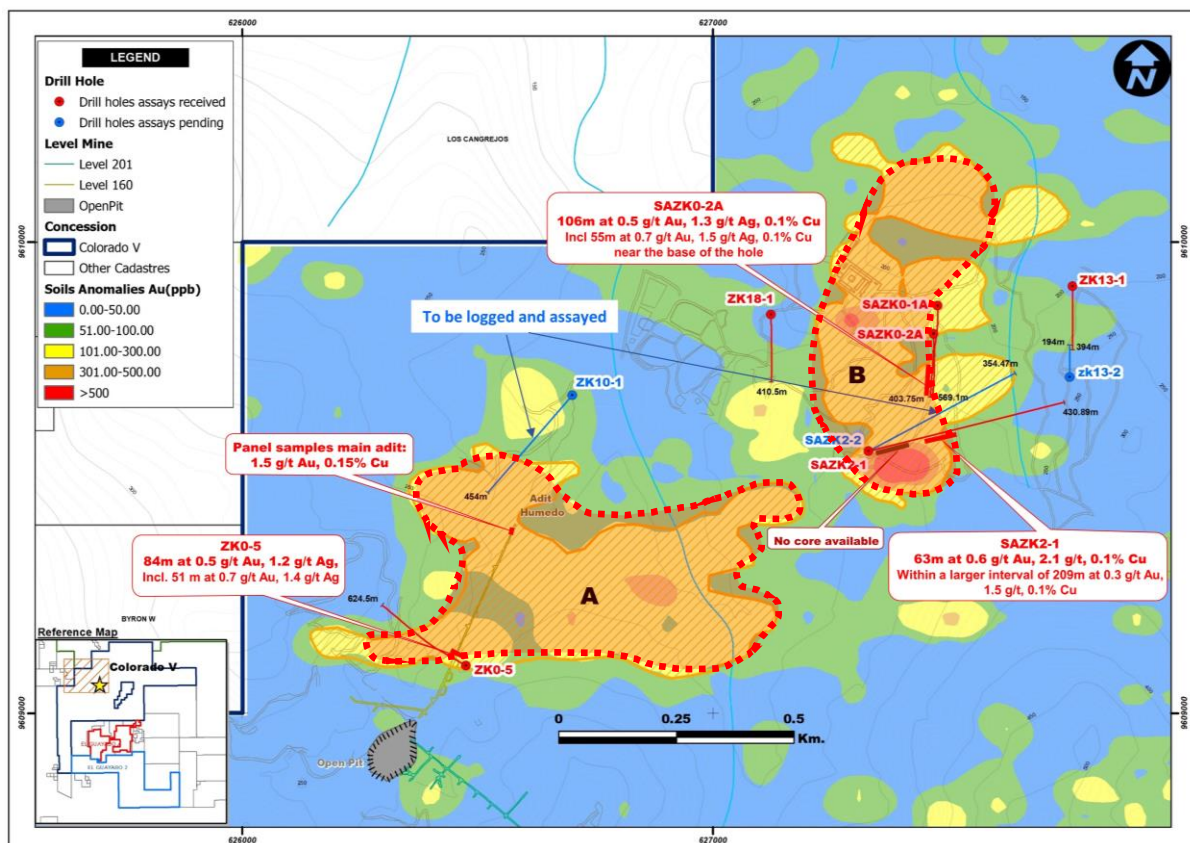 626000
627000
LEGEND
Drill Hole
Drill holes assays received
Drill holes assays pending
Level Mine
Level 201
Level 160
OpenPit
Concession
Colorado V
Other Cadastres
Soils Anomalies Au(ppb)
0.00-50.00
51.00-100.00
101.00-300.00
301.00-500.00
>500
N
LOS CANGREJOS
9610000
9610000
SAZK0-2A
106m at 0.5 g/t Au, 1.3 g/t Ag, 0.1% Cu
Incl 55m at 0.7 g/t Au, 1.5 g/t Ag, 0.1% Cu
near the base of the hole
ZK18-1
410.5m
ZK13-1
194m
394m
zk13-2
SAZK0-1A
SAZK0-2A
354.47m
B
403.75m
569.1m
430.89m
To be logged and assayed
ZK10-1
454m
SAZK2-2
SAZK2-1
Panel samples main adit:
1.5 g/t Au, 0.15% Cu
Adit
Humedo
No core available
SAZK2-1
63m at 0.6 g/t Au, 2.1 g/t, 0.1% Cu
Within a larger interval of 209m at 0.3 g/t Au,
1.5 g/t, 0.1% Cu
ZK0-5
84m at 0.5 g/t Au, 1.2 g/t Ag,
Incl. 51 m at 0.7 g/t Au, 1.4 g/t Ag
624.5m
A
ZK0-5
BYRON W
Reference Map
Colorado V
EL GUAYABO 2
9609000
9609000
0
0.25
0.5
Km.
Open Pit
626000
627000